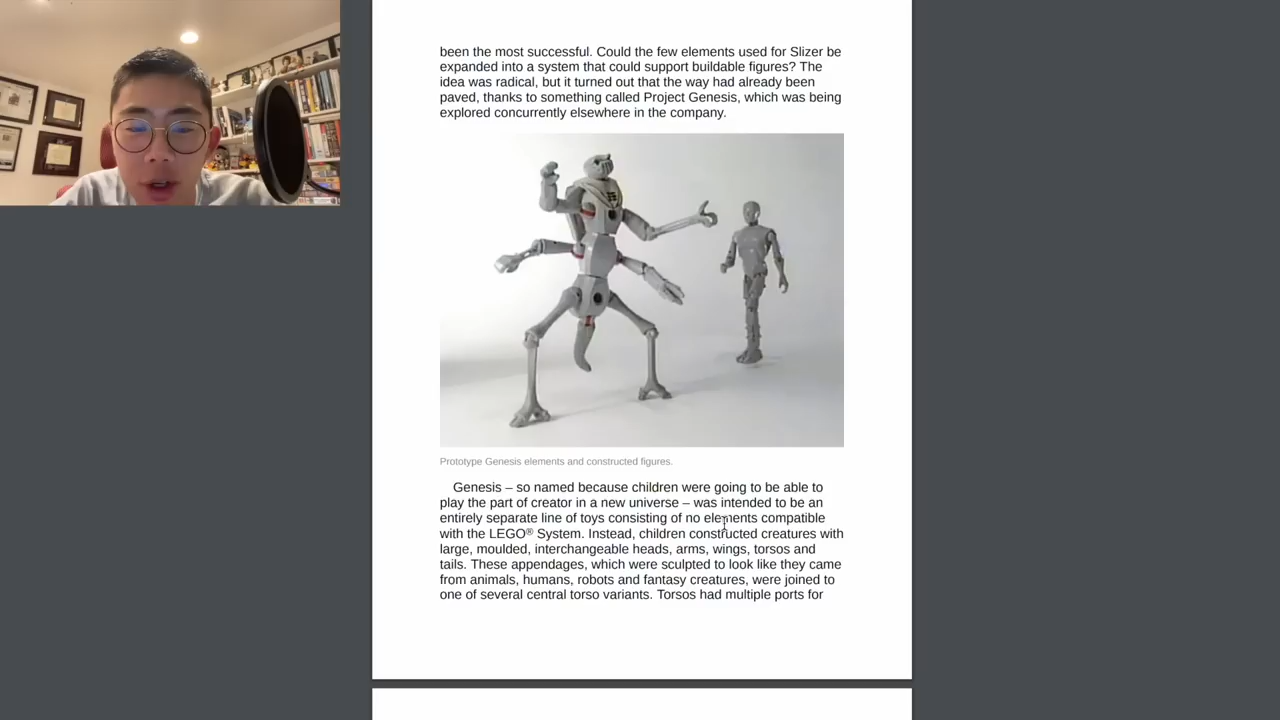 been the most successful. Could the few elements used for Slizer be
expanded into a system that could support buildable figures? The
idea was radical, but it turned out that the way had already been
paved, thanks to something called Project Genesis, which was being
explored concurrently elsewhere in the company.
Prototype Genesis elements and constructed figures.
Genesis – so named because children were going to be able to
play the part of creator in a new universe – was intended to be an
entirely separate line of toys consisting of no elements compatible
with the LEGO® System. Instead, children constructed creatures with
large, moulded, interchangeable heads, arms, wings, torsos and
tails. These appendages, which were sculpted to look like they came
from animals, humans, robots and fantasy creatures, were joined to
one of several central torso variants. Torsos had multiple ports for